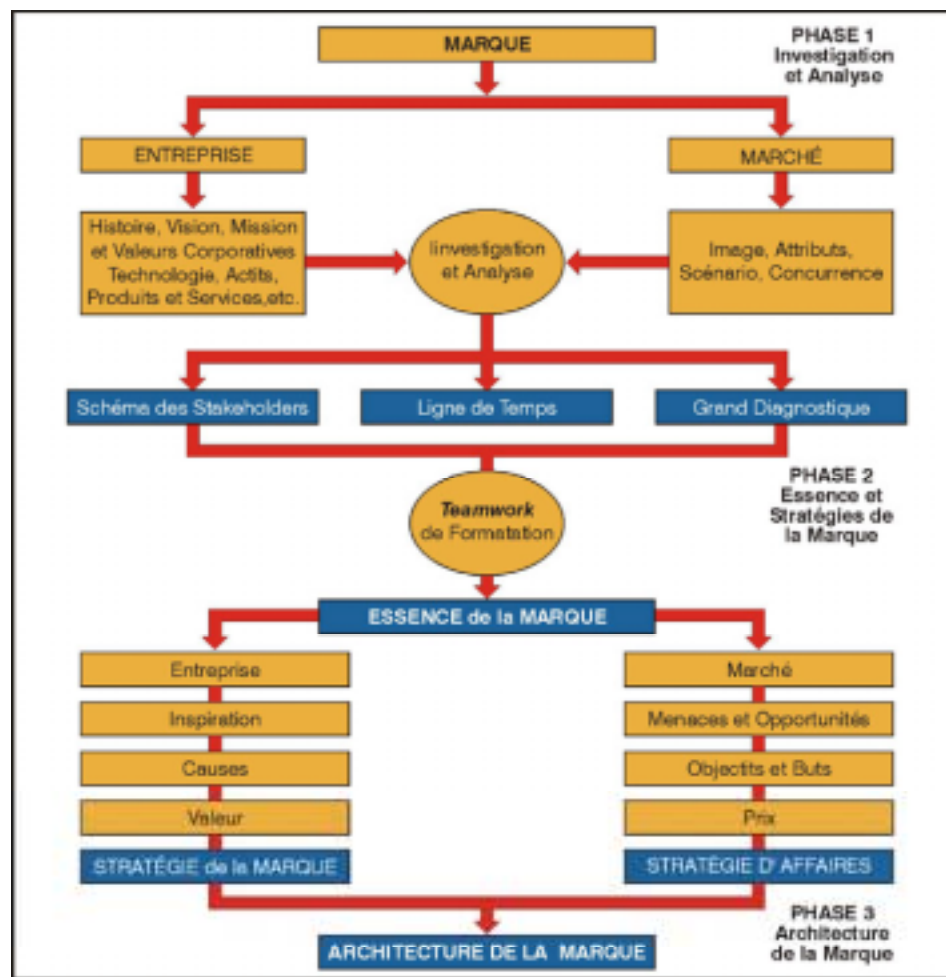 MARQUE
PHASE 1
Investigation
et Analyse
ENTREPRISE
MARCHÉ
Histoire, Vision, Mission
et Valeurs Corporatives
Technologie, Actits,
Produits et Services,etc.
Iinvestigation
et Analyse
Image, Attributs,
Scénario, Concurrence
Schéma des Stakeholders
Ligne de Temps
Grand Diagnostique
PHASE 2
Essence et
Stratégies de
la Marque
Teamwork
de Formatation
ESSENCE de la MARQUE
Entreprise
Marché
Inspiration
Menaces et Opportunités
Causes
Objectits et Buts
Valeur
Prix
STRATÉGIE de la MARQUE
STRATÉGIE D' AFFAIRES
PHASE 3
Architecture
de la Marque
ARCHITECTURE DE LA MARQUE